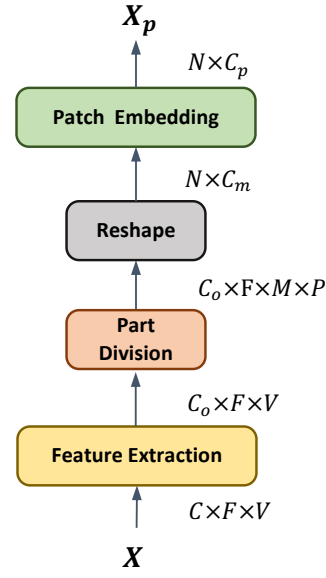 X_p
N×C_p
Patch Embedding
N×C_m
Reshape
C_o×F×M×P
Part
Division
C_o×F×V
Feature Extraction
C×F×V
X